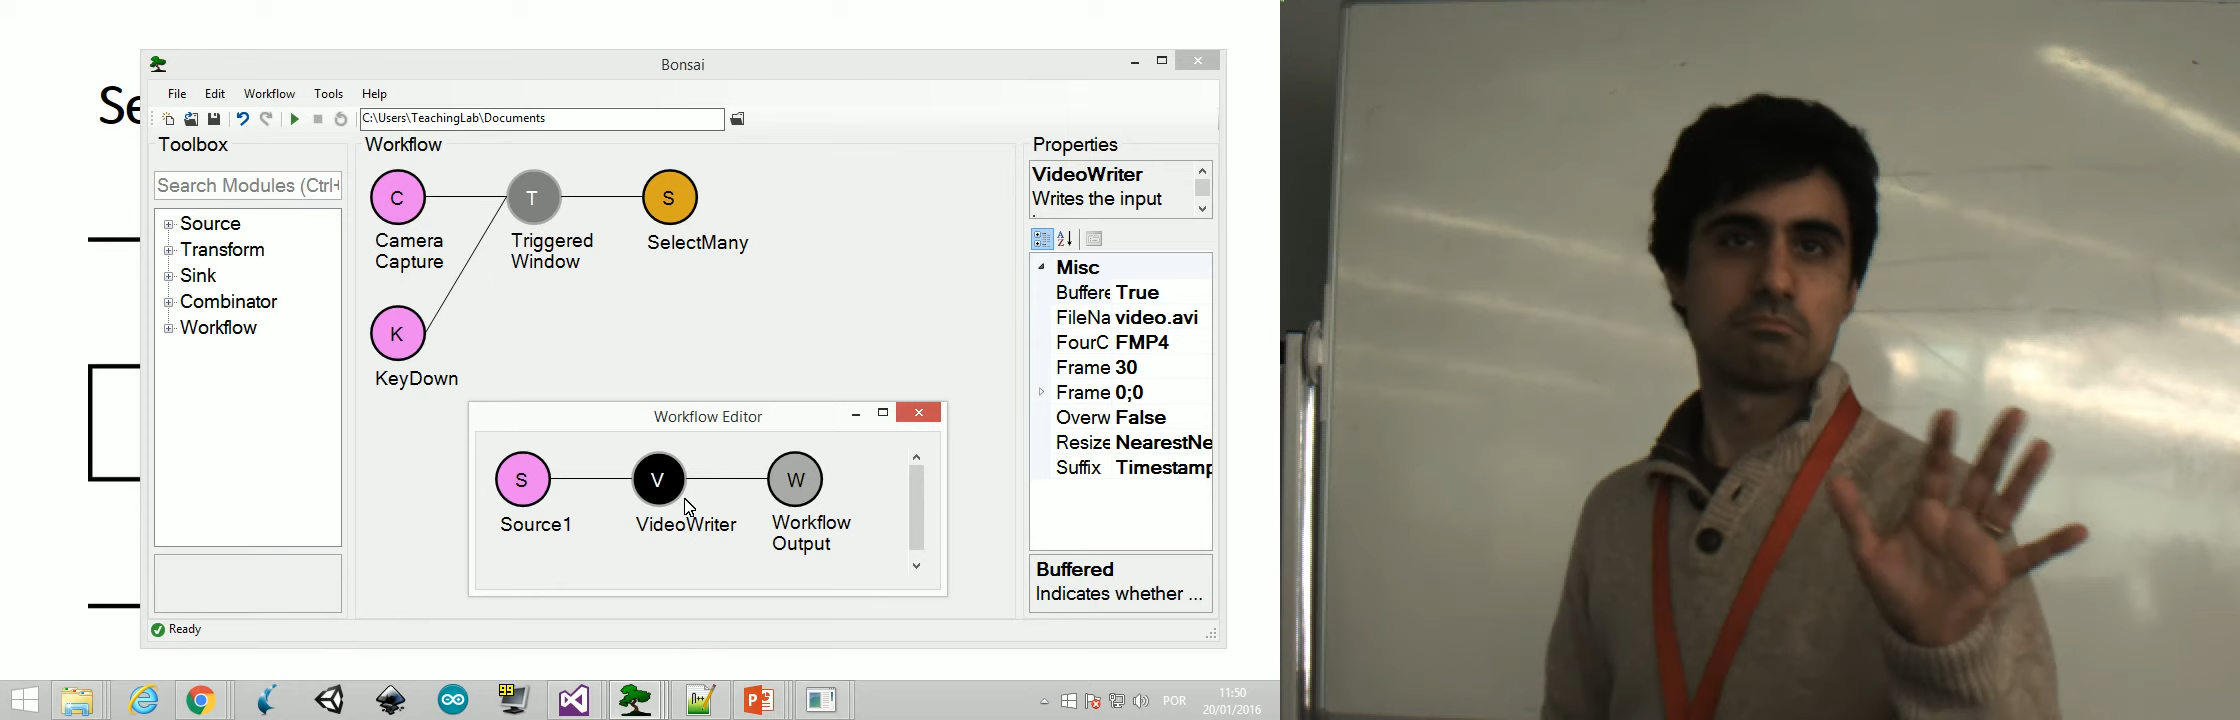 Se
Bonsai
File Edit Workflow Tools Help
C:\Users\TeachingLab\Documents
Toolbox
Search Modules (Ctrl+
Source
Transform
Sink
Combinator
Workflow
Workflow
C
Camera
Capture
T
Triggered
Window
S
SelectMany
K
KeyDown
Workflow Editor
S
Source1
V
VideoWriter
W
Workflow
Output
Properties
VideoWriter
Writes the input
Misc
Buffere True
FileNa video.avi
FourC FMP4
Frame 30
Frame 0;0
Overw False
Resize NearestNe
Suffix Timestamp
Buffered
Indicates whether ...
Ready
99
POR
11:50
20/01/2016